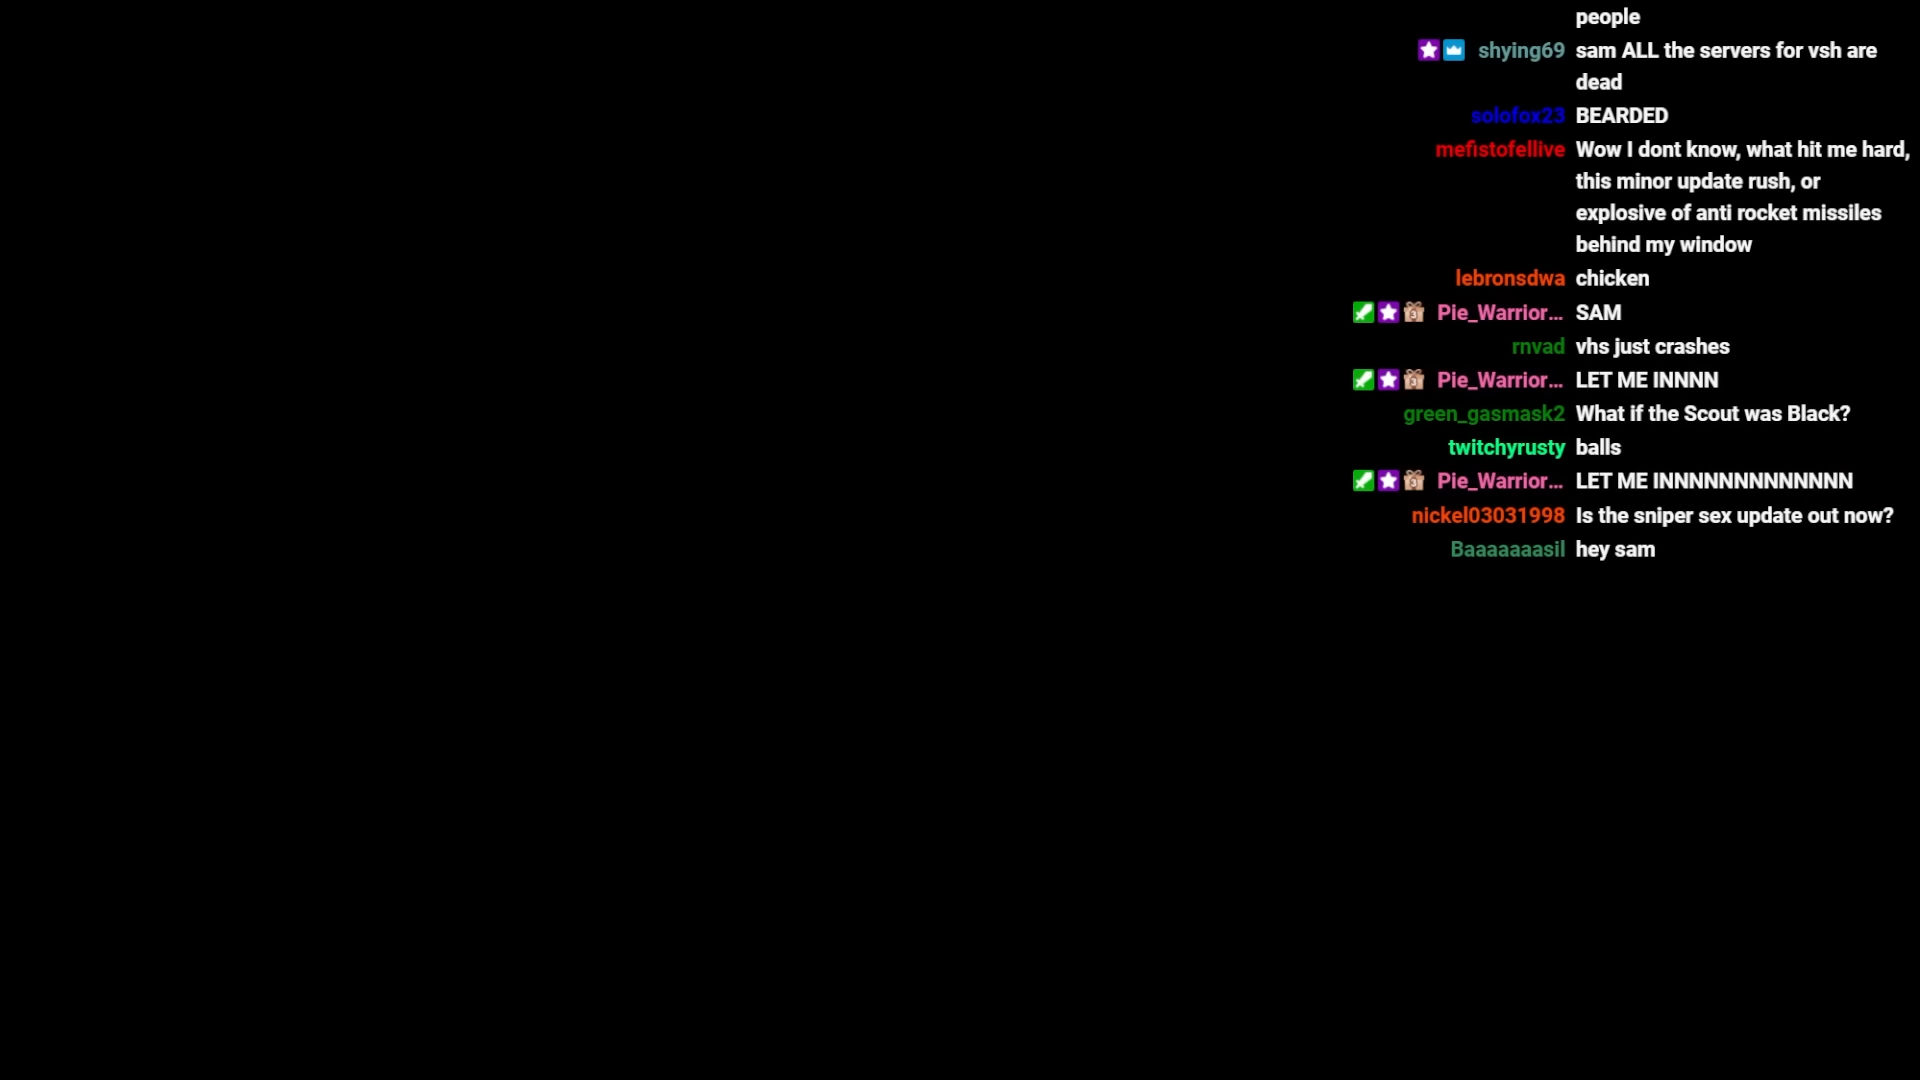 people
shying69 sam ALL the servers for vsh are
dead
solofox23 BEARDED
mefistofellive Wow I dont know, what hit me hard,
this minor update rush, or
explosive of anti rocket missiles
behind my window
lebronsdwa chicken
Pie_Warrior... SAM
rnvad vhs just crashes
Pie_Warrior... LET ME INNNN
green_gasmask2 What if the Scout was Black?
twitchyrusty balls
Pie_Warrior... LET ME INNNNNNNNNNNNN
nickel03031998 Is the sniper sex update out now?
Baaaaaaasil hey sam